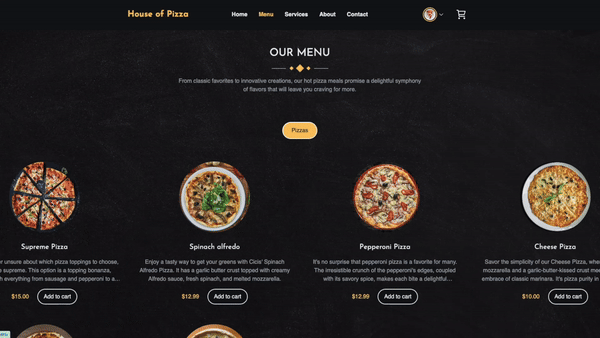 House of Pizza
Home Menu Services About Contact
OUR MENU
From classic favorites to innovative creations, our hot pizza meals promise a delightful symphony
of flavors that will leave you craving for more.
Pizzas
Supreme Pizza
r unsure about which pizza toppings to choose,
e supreme. This option is a topping bonanza,
h everything from sausage and pepperoni to a...
$15.00 Add to cart
Spinach alfredo
Enjoy a tasty way to get your greens with Cicis' Spinach
Alfredo Pizza. It has a garlic butter crust topped with creamy
Alfredo sauce, fresh spinach, and melted mozzarella.
$12.99 Add to cart
Pepperoni Pizza
It's no surprise that pepperoni pizza is a favorite for many.
The irresistible crunch of the pepperoni's edges, coupled
with its savory spice, makes each bite a delightful...
$12.99 Add to cart
Cheese Pizza
Savor the simplicity of our Cheese Pizza, where
mozzarella and a garlic-butter-kissed crust meet
embrace of classic marinara. It's pizza purity in
$10.00 Add to cart